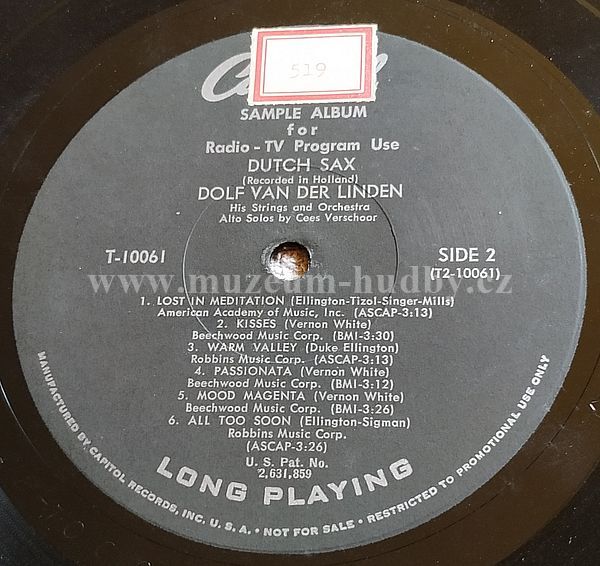 519
SAMPLE ALBUM
for
Radio - TV Program Use
DUTCH SAX
(Recorded in Holland)
DOLF VAN DER LINDEN
His Strings and Orchestra
Alto Solos by Cees Verschoor
T-10061
SIDE 2
(T2-10061)
www.muzeum-hudby.cz
1. LOST IN MEDITATION (Ellington-Tizol-Singer-Mills)
American Academy of Music, Inc. (ASCAP-3:13)
2. KISSES (Vernon White)
Beechwood Music Corp. (BMI-3:30)
3. WARM VALLEY (Duke Ellington)
Robbins Music Corp. (ASCAP-3:13)
4. PASSIONATA (Vernon White)
Beechwood Music Corp. (BMI-3:12)
5. MOOD MAGENTA (Vernon White)
Beechwood Music Corp. (BMI-3:26)
6. ALL TOO SOON (Ellington-Sigman)
Robbins Music Corp.
(ASCAP-3:26)
U. S. Pat. No.
2,631,859
LONG PLAYING
MANUFACTURED BY CAPITOL RECORDS, INC. U. S. A. • NOT FOR SALE • RESTRICTED TO PROMOTIONAL USE ONLY